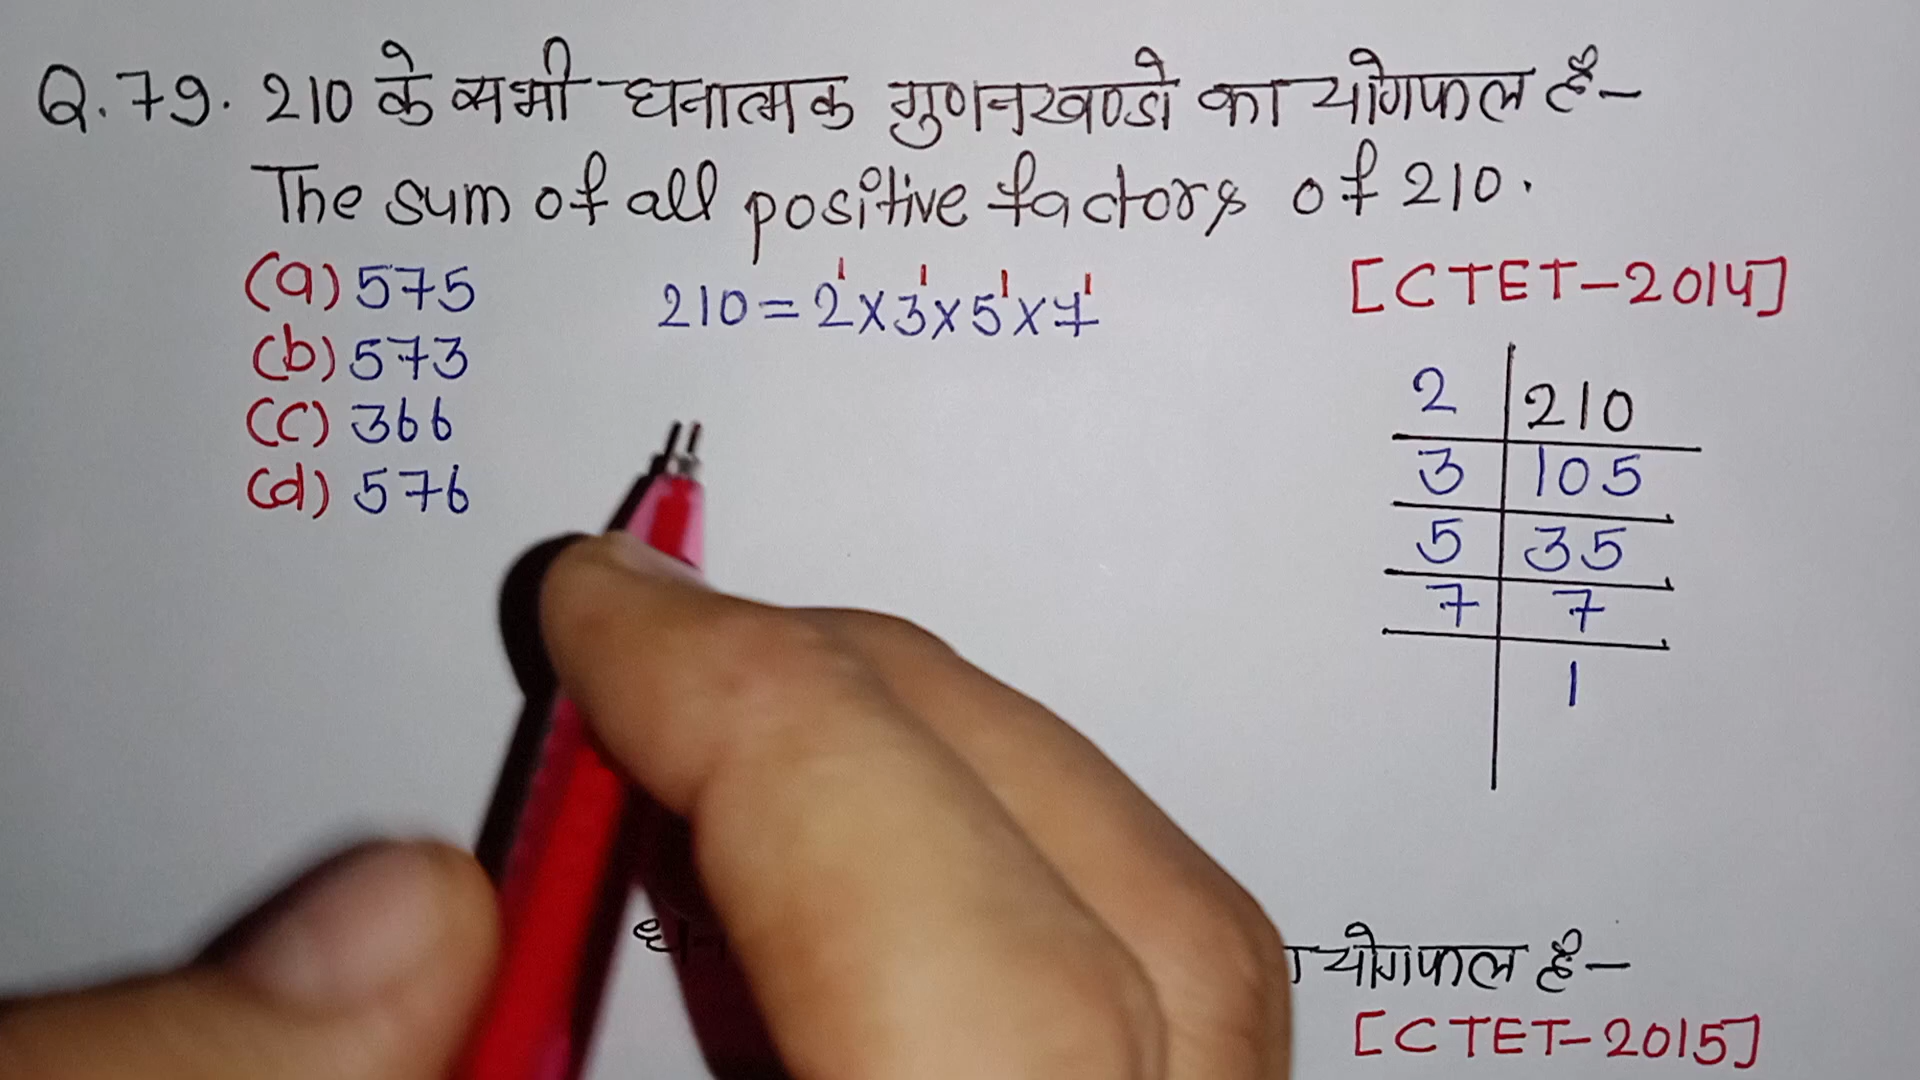 Q.79. 210 के सभी धनात्मक गुणनखण्डो का योगफल है-
The sum of all positive factors of 210.
[CTET-2014]
(a) 575
(b) 573
(c) 366
(d) 576
210 = 2¹ x 3¹ x 5¹ x 7¹
2 | 210
3 | 105
5 | 35
7 | 7
1
योगफल है-
[CTET-2015]